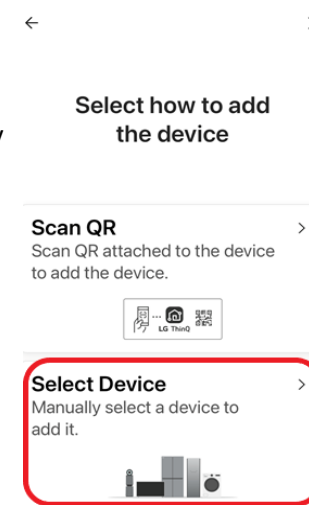 Select how to add
the device
Scan QR
Scan QR attached to the device
to add the device.
LG ThinQ
Select Device
Manually select a device to
add it.